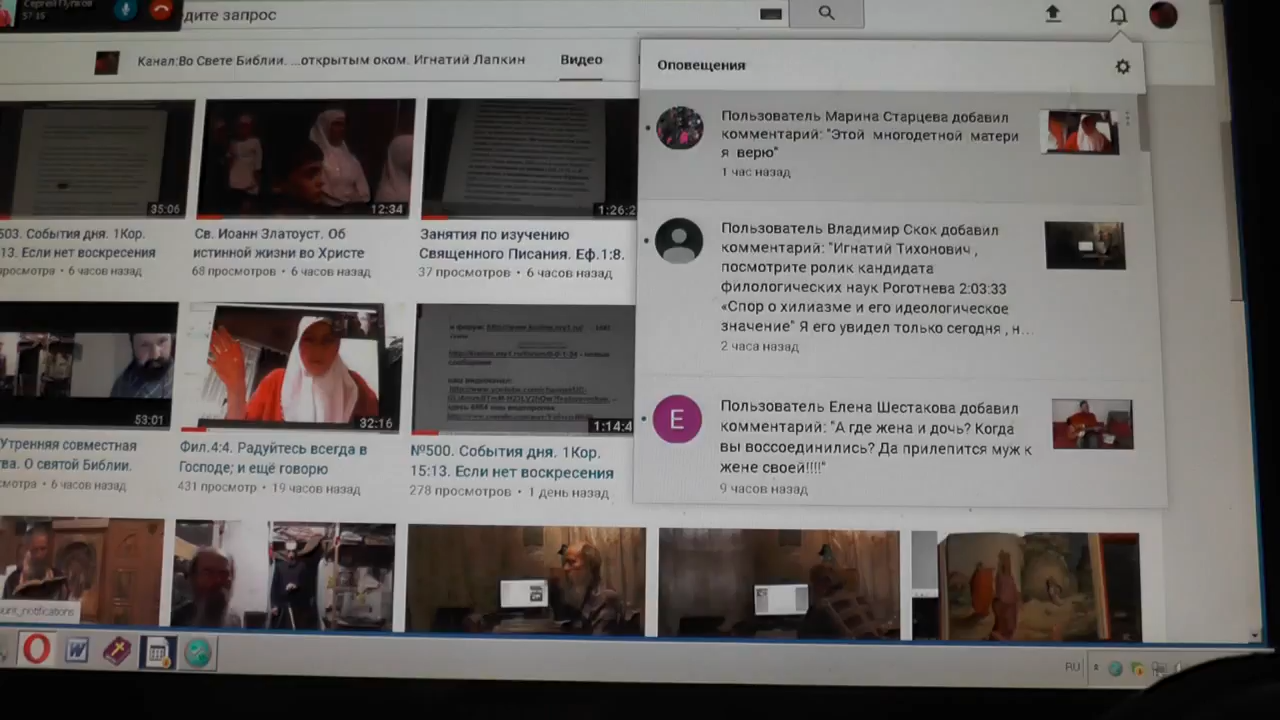 Сергей Пупков
57:15
дите запрос
Канал:Во Свете Библии. ...открытым оком. Игнатий Лапкин
Видео
Оповещения
Пользователь Марина Старцева добавил
комментарий: "Этой многодетной матери
я верю"
1 час назад
Пользователь Владимир Скок добавил
комментарий: "Игнатий Тихонович ,
посмотрите ролик кандидата
филологических наук Роготнева 2:03:33
«Спор о хилиазме и его идеологическое
значение" Я его увидел только сегодня , н...
2 часа назад
E
Пользователь Елена Шестакова добавил
комментарий: "А где жена и дочь? Когда
вы воссоединились? Да прилепится муж к
жене своей!!!!"
9 часов назад
35:06
12:34
1:26:2
503. События дня. 1Кор.
13. Если нет воскресения
просмотра • 6 часов назад
Св. Иоанн Златоуст. Об
истинной жизни во Христе
68 просмотров • 6 часов назад
Занятия по изучению
Священного Писания. Еф.1:8.
37 просмотров • 6 часов назад
53:01
32:16
1:14:4
Утренняя совместная
тва. О святой Библии.
смотра • 6 часов назад
Фил.4:4. Радуйтесь всегда в
Господе; и ещё говорю
431 просмотр • 19 часов назад
№500. События дня. 1Кор.
15:13. Если нет воскресения
278 просмотров • 1 день назад
unt_notifications
W
RU